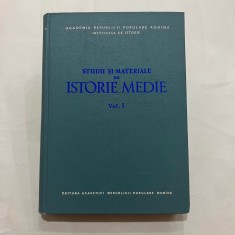 ACADEMIA REPUBLICII POPULARE ROMÎNE
INSTITUTUL DE ISTORIE
STUDII ȘI MATERIALE
DE
ISTORIE MEDIE
Vol. I
EDITURA ACADEMIEI REPUBLICII POPULARE ROMÎNE